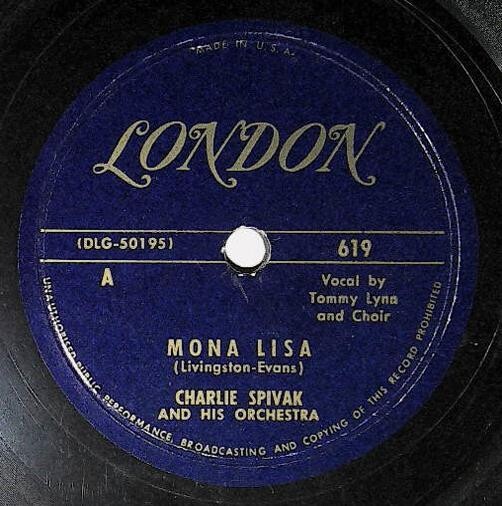 MADE IN U.S.A.
LONDON
(DLG-50195)
619
A
Vocal by
Tommy Lynn
and Choir
MONA LISA
(Livingston-Evans)
CHARLIE SPIVAK
AND HIS ORCHESTRA
UNAUTHORISED PUBLIC PERFORMANCE, BROADCASTING AND COPYING OF THIS RECORD PROHIBITED